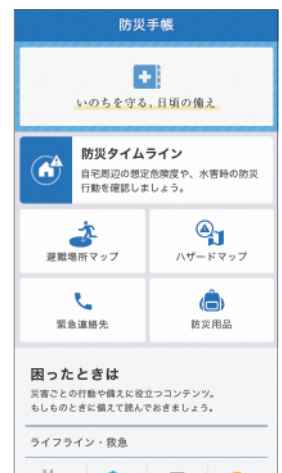 防災手帳
いのちを守る、日頃の備え
防災タイムライン
自宅周辺の想定危険度や、水害時の防災
行動を確認しましょう。
避難場所マップ
ハザードマップ
緊急連絡先
防災用品
困ったときは
災害ごとの行動や備えに役立つコンテンツ。
もしものときに備えて読んでおきましょう。
ライフライン・救急